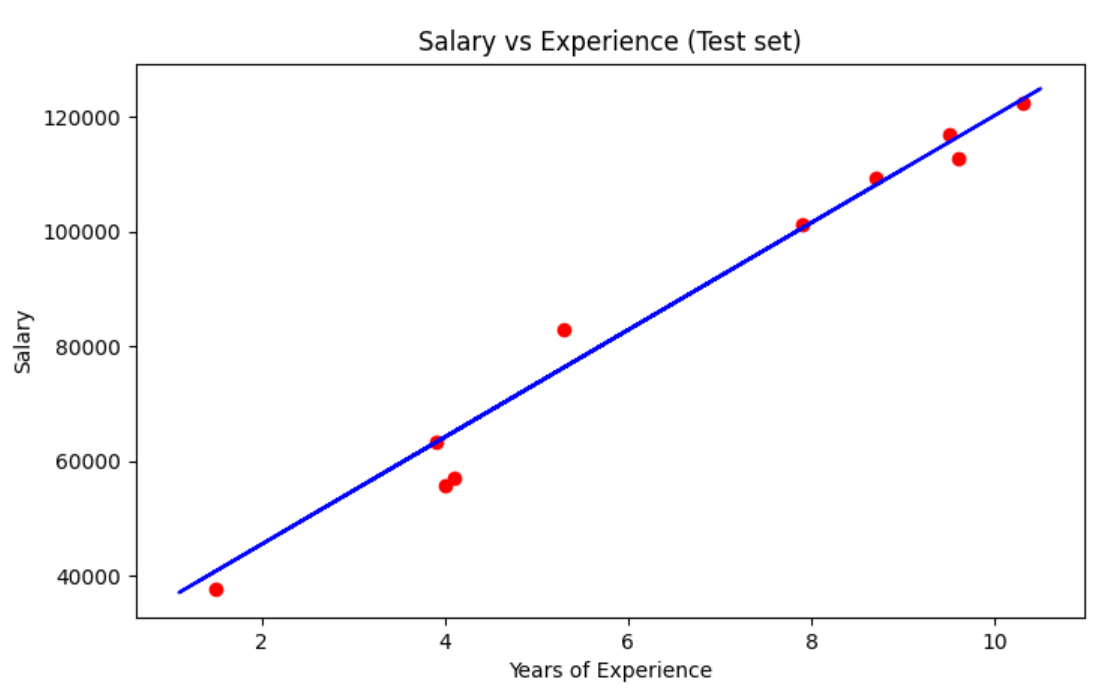 Salary vs Experience (Test set)
120000
100000
80000
60000
40000
Salary
2 4 6 8 10
Years of Experience